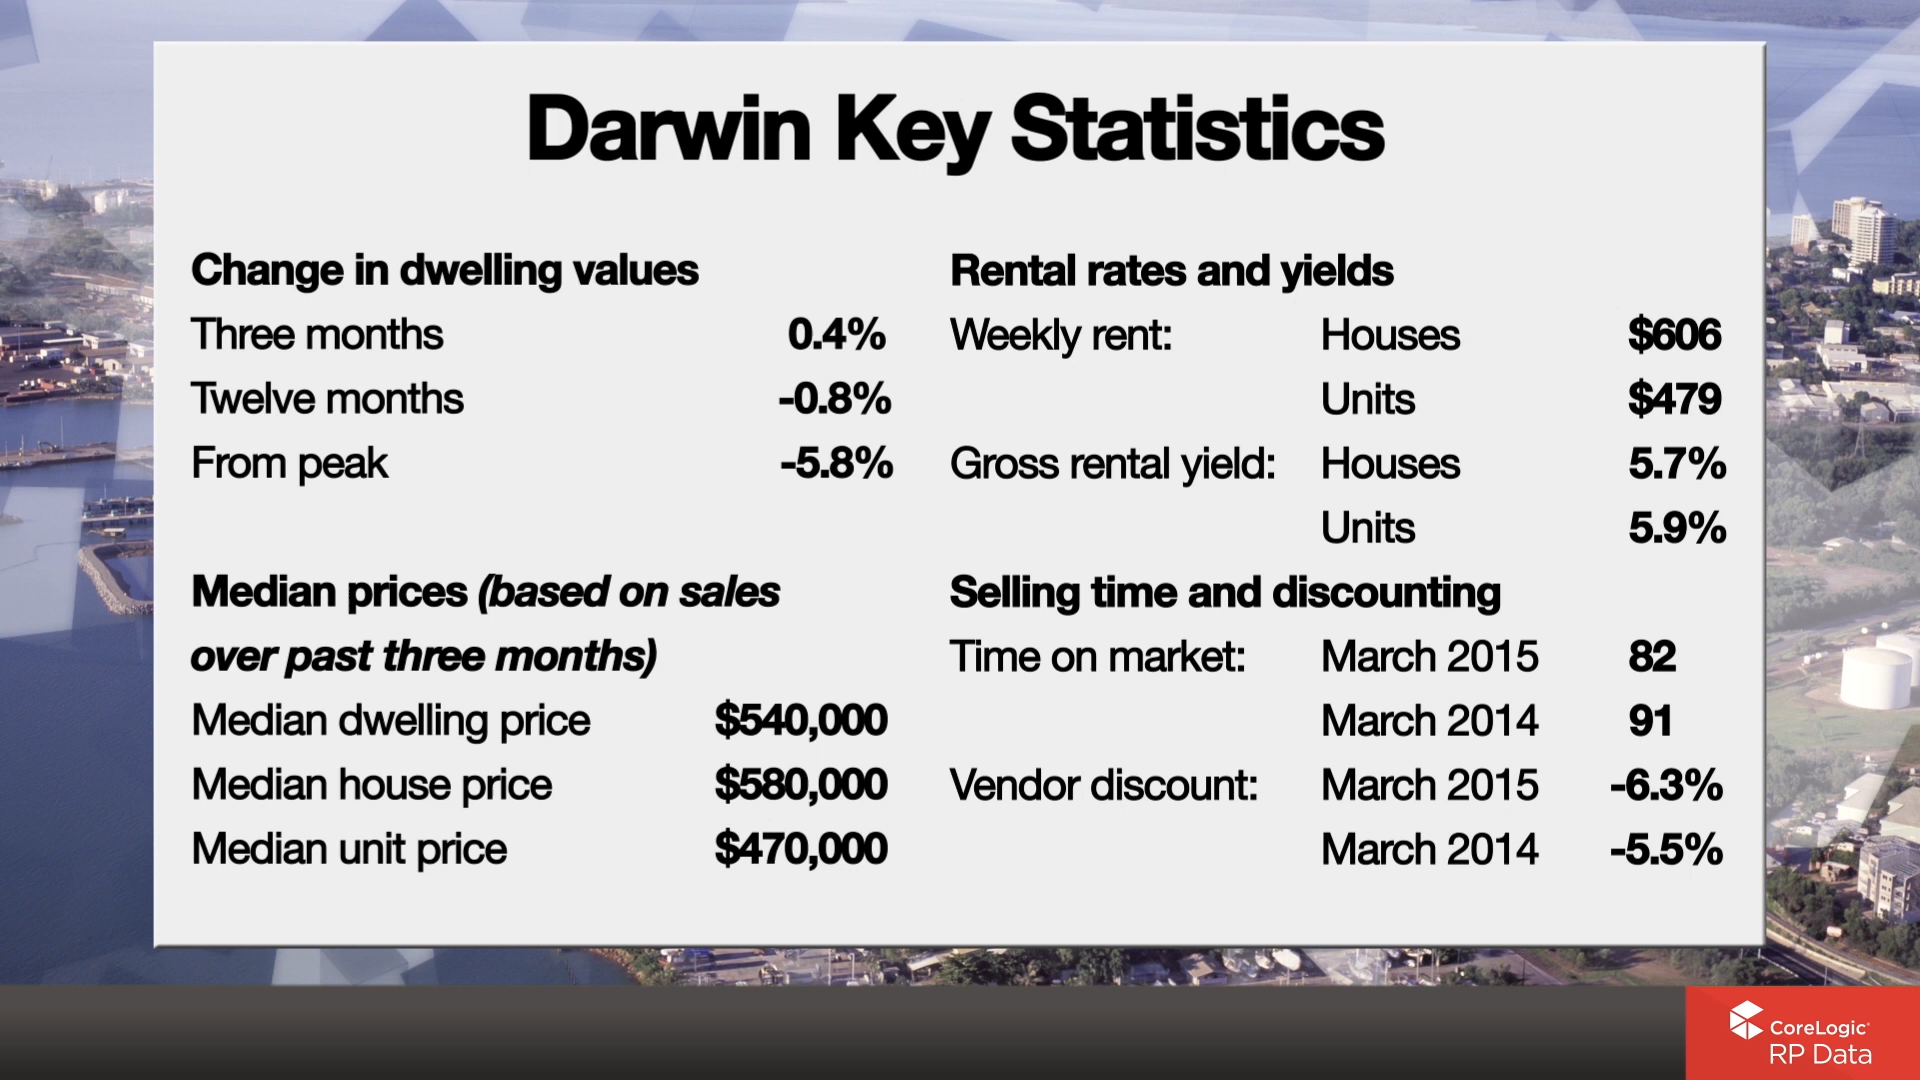 Darwin Key Statistics
Change in dwelling values
Three months 0.4%
Twelve months -0.8%
From peak -5.8%
Median prices (based on sales
over past three months)
Median dwelling price $540,000
Median house price $580,000
Median unit price $470,000
Rental rates and yields
Weekly rent: Houses $606
Units $479
Gross rental yield: Houses 5.7%
Units 5.9%
Selling time and discounting
Time on market: March 2015 82
March 2014 91
Vendor discount: March 2015 -6.3%
March 2014 -5.5%
CoreLogic
RP Data